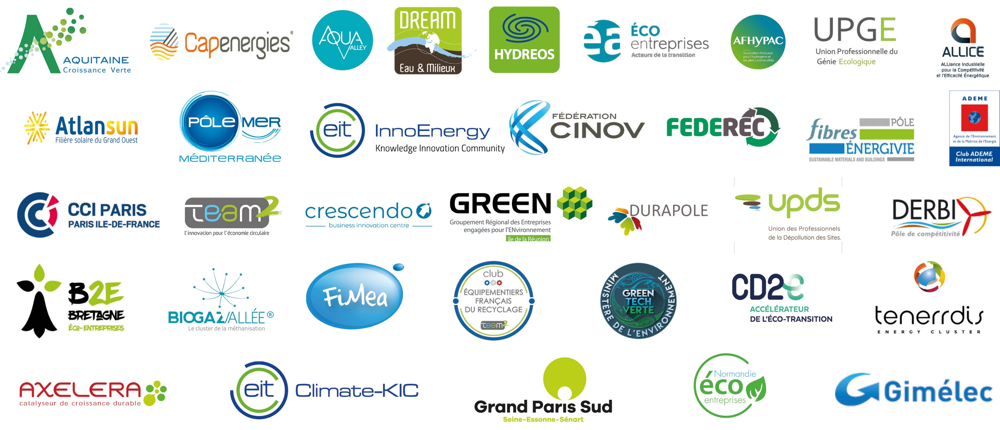 AQUITAINE
Croissance Verte
Capenergies®
AQUA
VALLEY
DREAM
Eau & Milieux
HYDREOS
ea
ÉCO
entreprises
Acteurs de la transition
AFHYPAC
Association française
pour l'hydrogène et
les piles à combustible
UPGE
Union Professionnelle du
Génie Ecologique
ALLICE
ALLiance Industrielle
pour la Compétitivité
et l'Efficacité Énergétique
Atlansun
Filière solaire du Grand Ouest
PÔLE MER
MÉDITERRANÉE
eit
InnoEnergy
Knowledge Innovation Community
FÉDÉRATION
CINOV
FEDEREC
PÔLE
fibres
ÉNERGIVIE
SUSTAINABLE MATERIALS AND BUILDINGS
ADEME
Agence de l'Environnement
et de la Maîtrise de l'Energie
Club ADEME
International
CCI PARIS
PARIS ILE-DE-FRANCE
team2
l'innovation pour l'économie circulaire
crescendo
business innovation centre
GREEN
Groupement Régional des Entreprises
engagées pour l'ENvironnement
île de la Réunion
DURAPOLE
upds
Union des Professionnels
de la Dépollution des Sites.
DERBI
Pôle de compétitivité
B2E
BRETAGNE
ÉCO-ENTREPRISES
BIOGAZVALLÉE®
Le cluster de la méthanisation
FiMea
club
ÉQUIPEMENTIERS
FRANÇAIS
DU RECYCLAGE
team2
GREEN
TECH
VERTE
MINISTÈRE DE L'ENVIRONNEMENT
CD2e
ACCÉLÉRATEUR
DE L'ÉCO-TRANSITION
tenerrdis
ENERGY CLUSTER
AXELERA
catalyseur de croissance durable
eit
Climate-KIC
Grand Paris Sud
Seine-Essonne-Sénart
Normandie
éco
entreprises
Gimélec